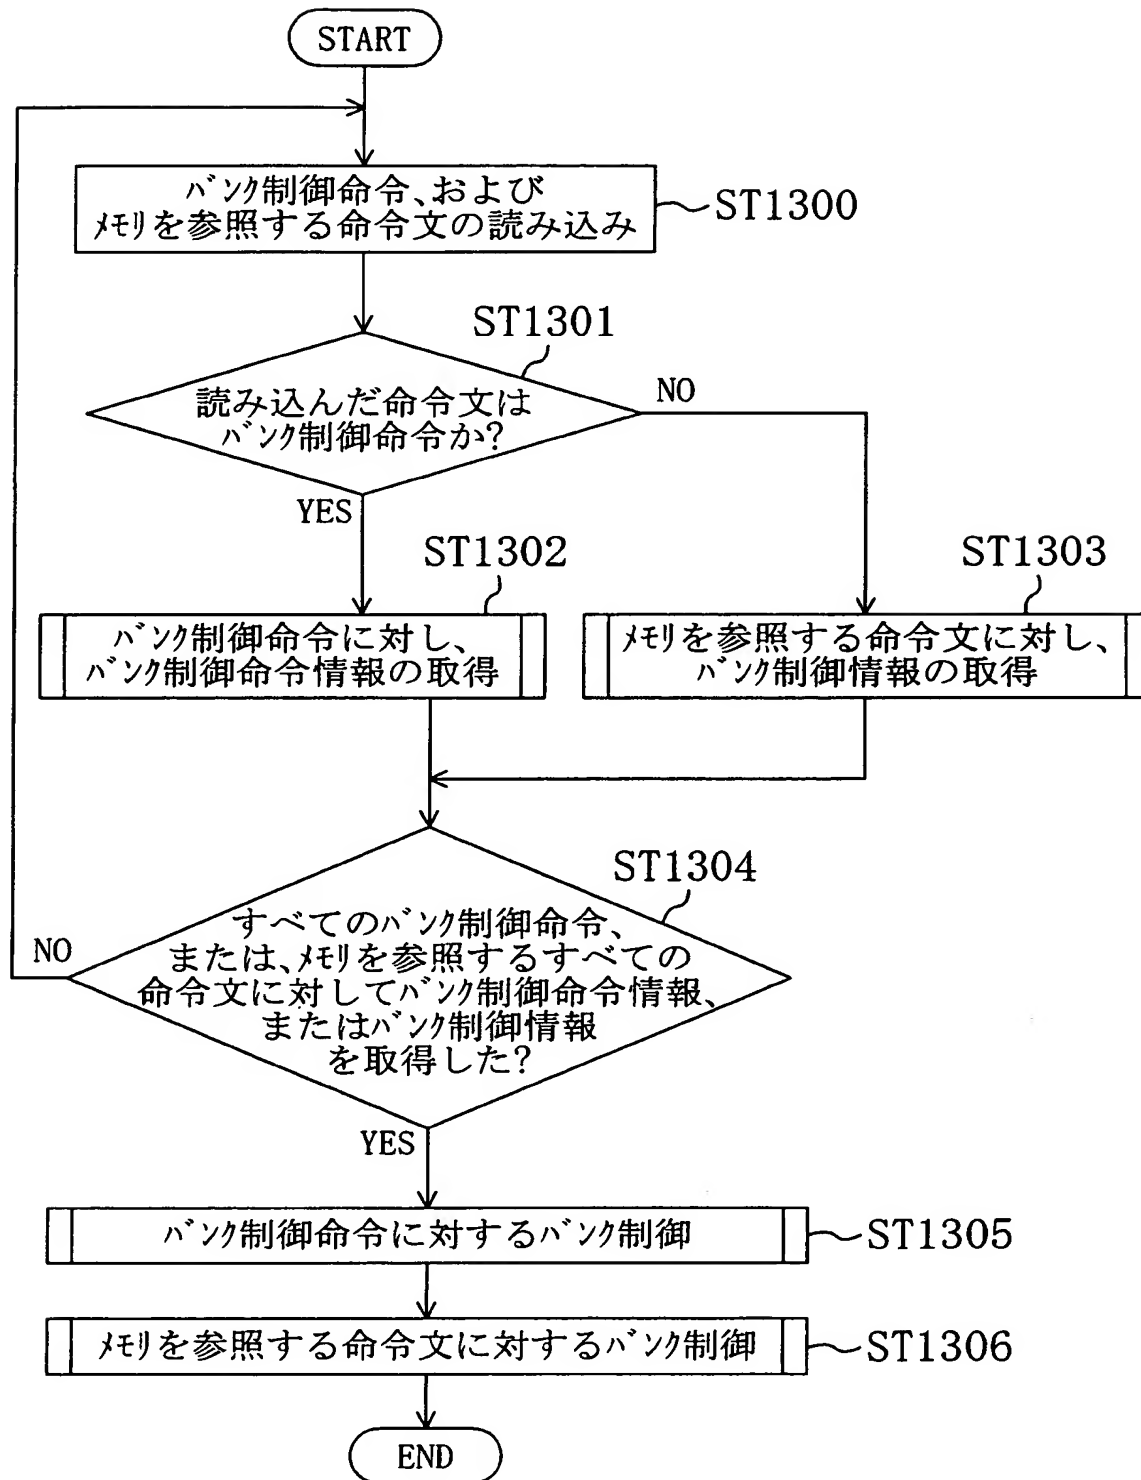 START
バンク制御命令、および
メモリを参照する命令文の読み込み
ST1300
ST1301
読み込んだ命令文は
バンク制御命令か?
NO
YES
ST1302
バンク制御命令に対し、
バンク制御命令情報の取得
ST1303
メモリを参照する命令文に対し、
バンク制御情報の取得
ST1304
すべてのバンク制御命令、
または、メモリを参照するすべての
命令文に対してバンク制御命令情報、
またはバンク制御情報
を取得した?
NO
YES
バンク制御命令に対するバンク制御
ST1305
メモリを参照する命令文に対するバンク制御
ST1306
END